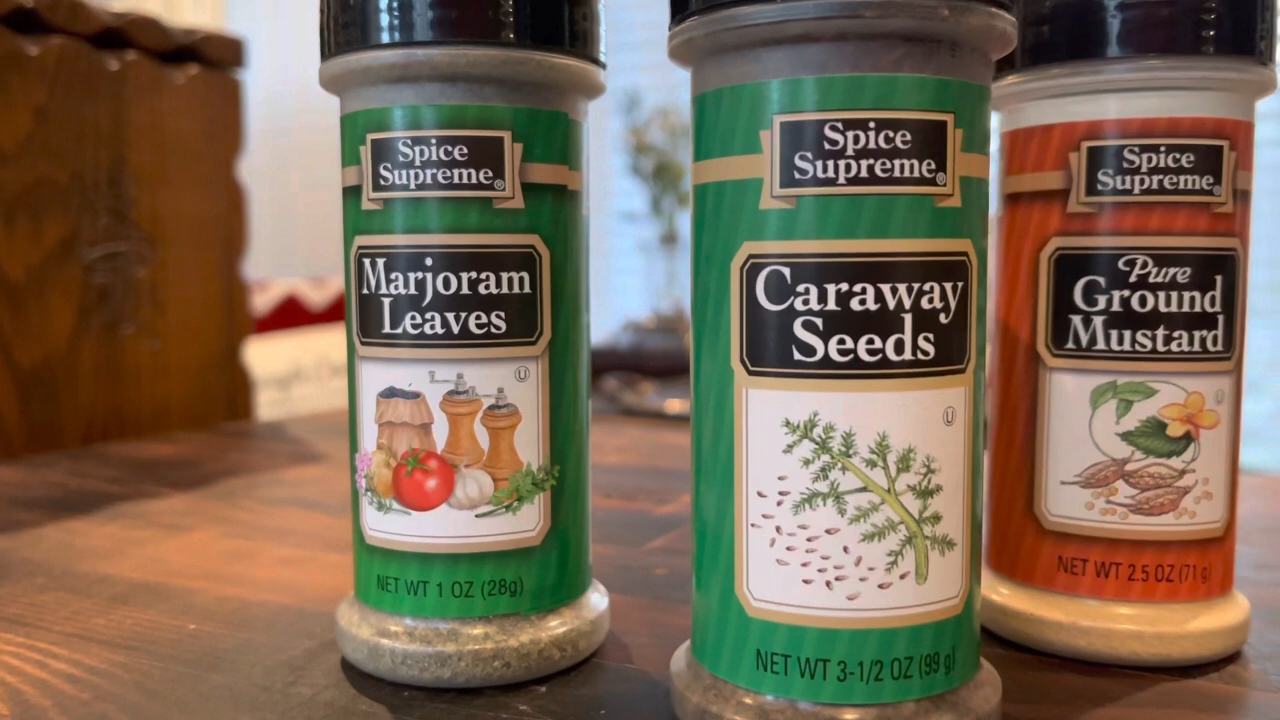 Spice
Supreme®
Marjoram
Leaves
U
NET WT 1 OZ (28g)
Spice
Supreme®
Caraway
Seeds
U
NET WT 3-1/2 OZ (99 g)
Spice
Supreme®
Pure
Ground
Mustard
U
NET WT 2.5 OZ (71 g)